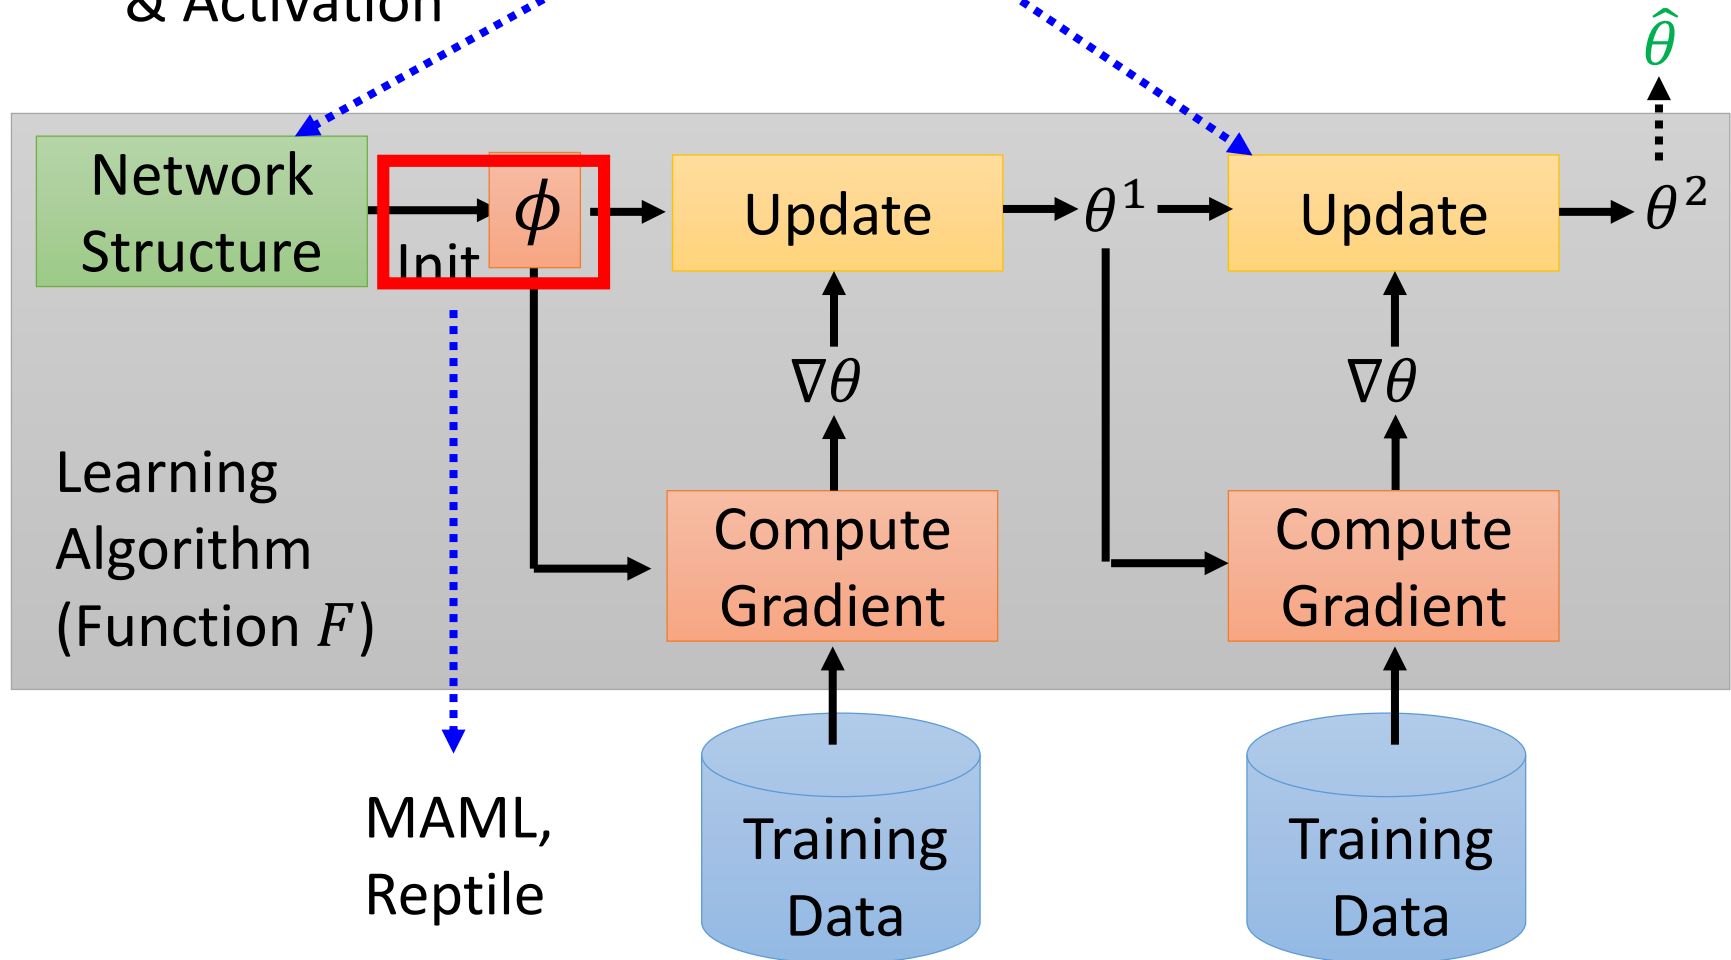 & Activation
θ̂
Network
Structure
Init
ϕ
Update
θ¹
Update
θ²
∇θ
∇θ
Learning
Algorithm
(Function F)
Compute
Gradient
Compute
Gradient
MAML,
Reptile
Training
Data
Training
Data